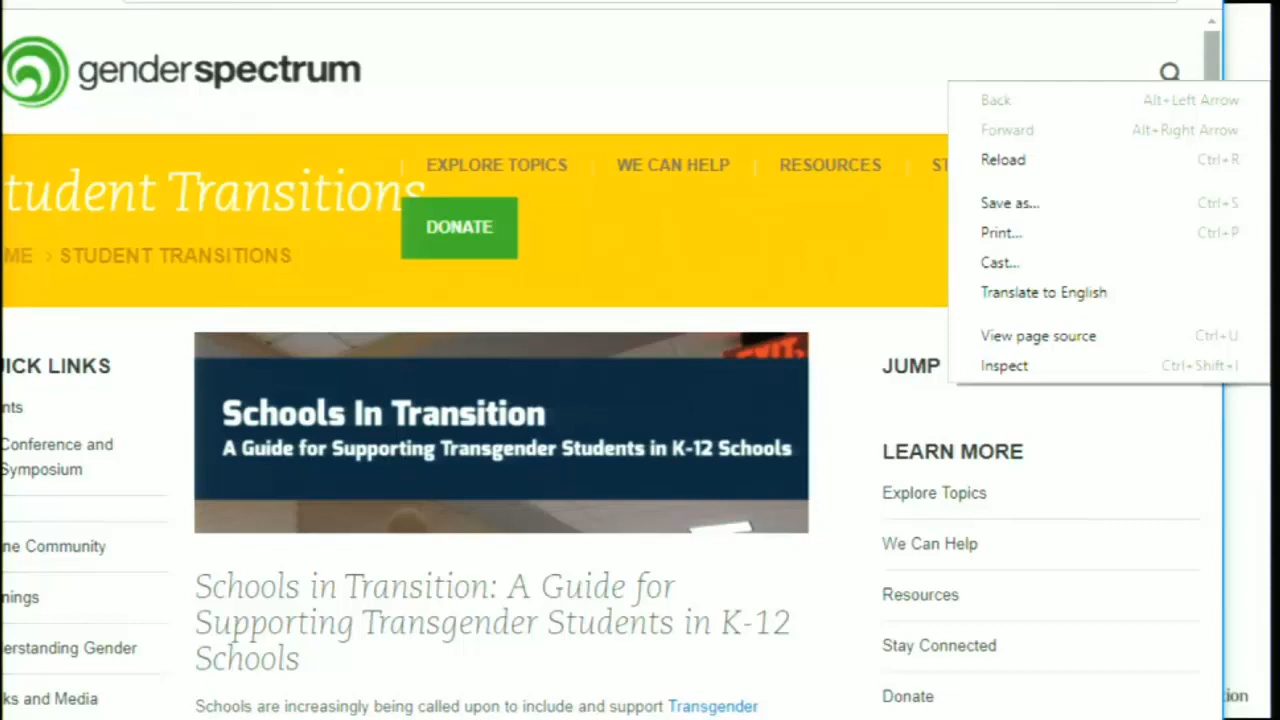 genderspectrum
Back Alt+Left Arrow
Forward Alt+Right Arrow
Reload Ctrl+R
Save as... Ctrl+S
Print... Ctrl+P
Cast...
Translate to English
View page source Ctrl+U
Inspect Ctrl+Shift+I
EXPLORE TOPICS | WE CAN HELP | RESOURCES | ST
tudent Transitions
DONATE
ME > STUDENT TRANSITIONS
UICK LINKS
nts
Conference and
Symposium
ne Community
nings
erstanding Gender
ks and Media
EXIT
Schools In Transition
A Guide for Supporting Transgender Students in K-12 Schools
Schools in Transition: A Guide for
Supporting Transgender Students in K-12
Schools
Schools are increasingly being called upon to include and support Transgender
JUMP
LEARN MORE
Explore Topics
We Can Help
Resources
Stay Connected
Donate
tion